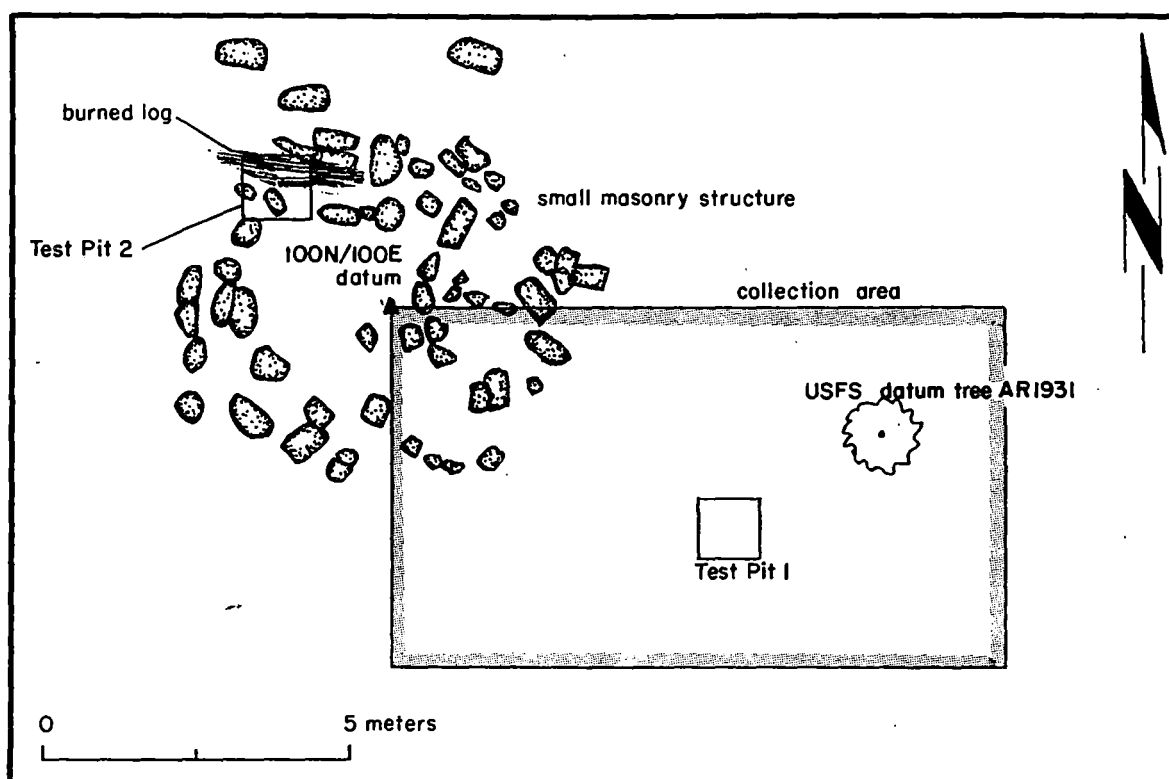 burned log
small masonry structure
Test Pit 2
100N/100E
datum
collection area
USFS datum tree AR1931
Test Pit 1
0 5 meters
N